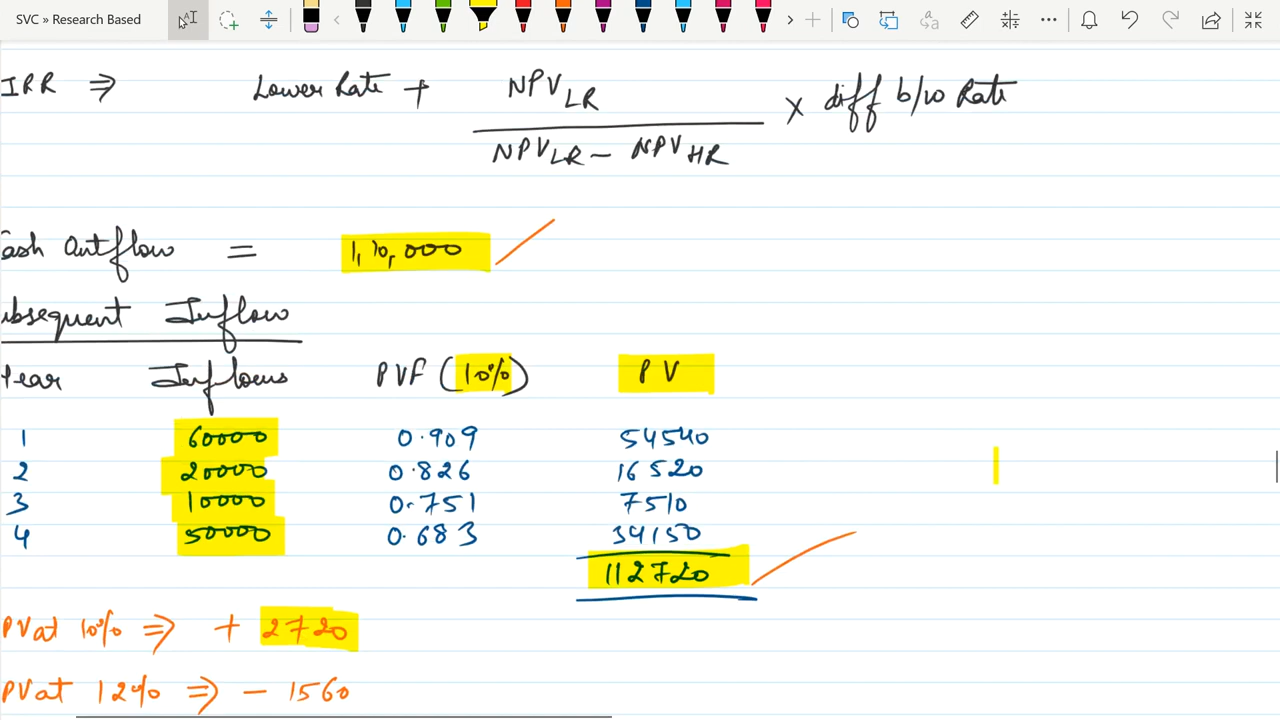 SVC » Research Based
IRR ⇒ Lower Rate + NPV LR / NPV LR − NPV HR × diff b/w Rate
ash Outflow = 1,10,000
ubsequent Inflow
Year Inflows PVF (10%) PV
1 60000 0.909 54540
2 20000 0.826 16520
3 10000 0.751 7510
4 50000 0.683 34150
112720
PV at 10% ⇒ + 2720
PV at 12% ⇒ − 1560